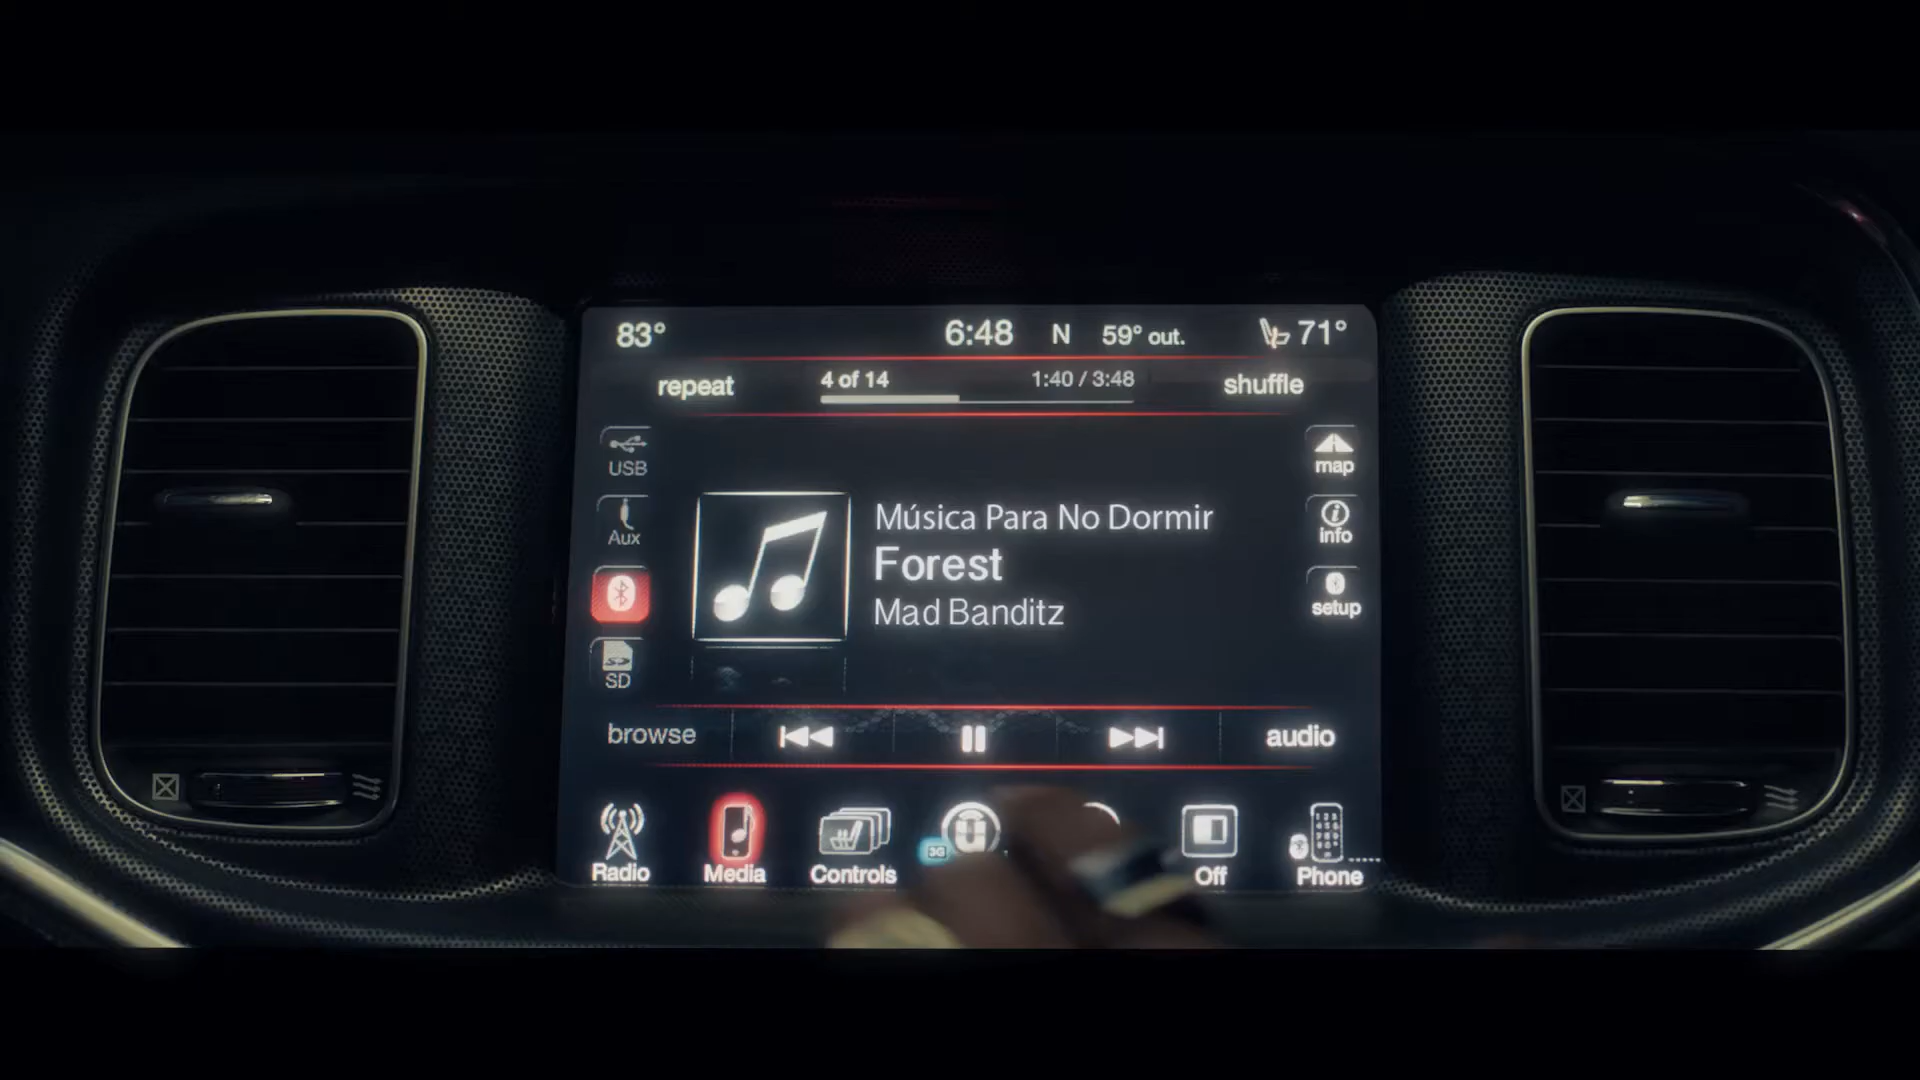 83° 6:48 N 59° out. 71°
repeat 4 of 14 1:40 / 3:48 shuffle
USB
map
Aux
info
Música Para No Dormir
Forest
Mad Banditz
setup
SD
browse audio
3G
Radio Media Controls Off Phone